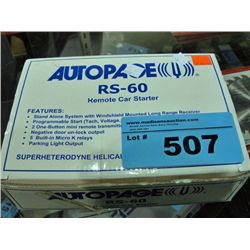 AUTOPAGE
RS-60
Remote Car Starter
FEATURES:
• Stand Alone System with Windshield Mounted Long Range Receiver
• Programmable Start (Tach, Voltage,
• 2 One-Button mini remote transmitt
• Negative door un-lock output
• 5 Built-in Micro K relays
• Parking Light Output
SUPERHETERODYNE HELICAL
www.madisonsauction.com
Lot #
507
RS-60